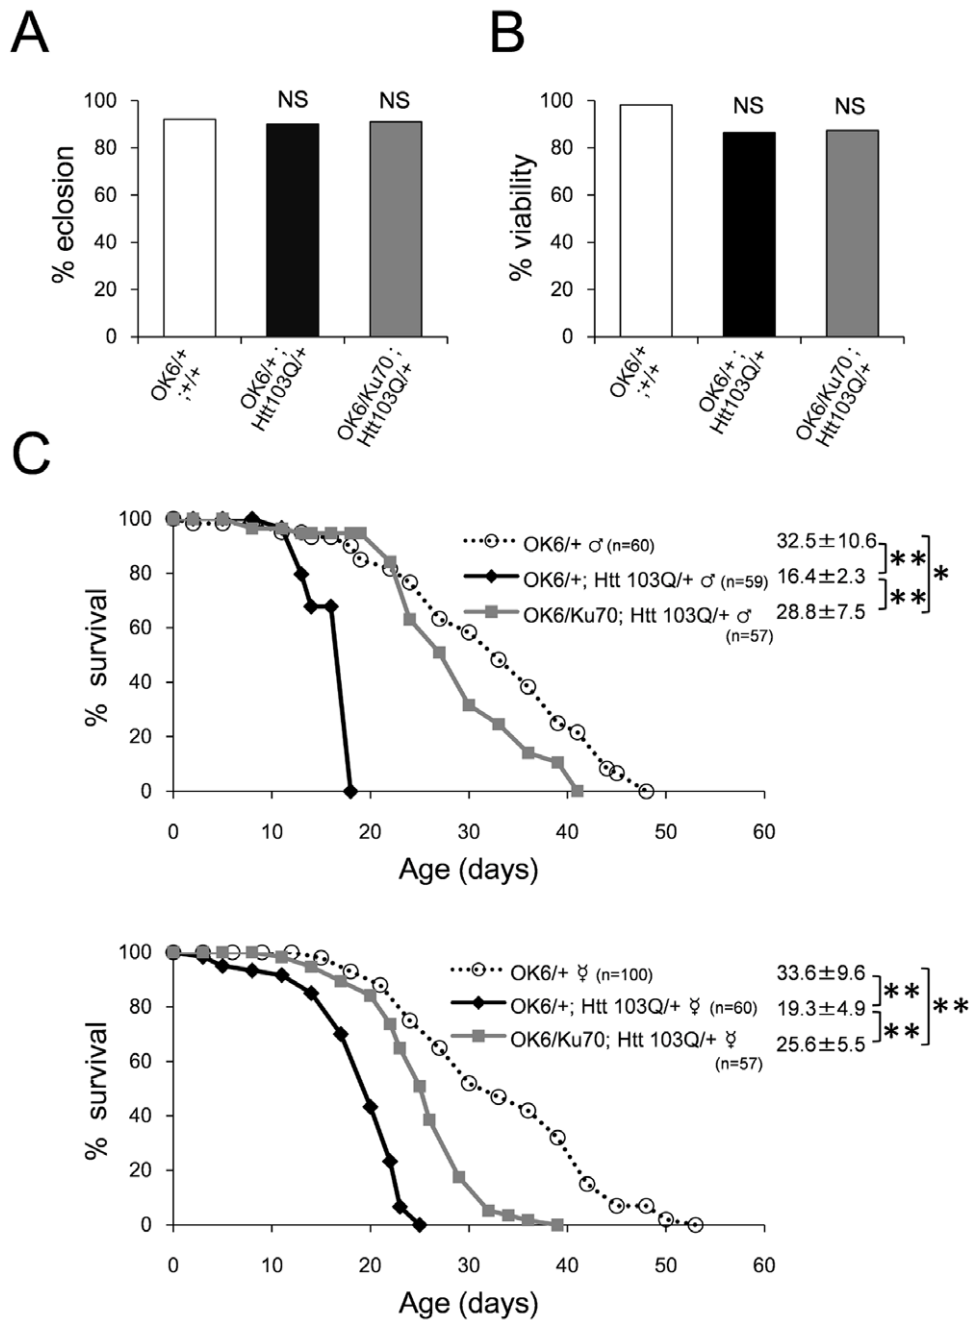 A
B
100
80
60
40
20
0
% eclosion
NS
NS
OK6/+
;+/+
OK6/+ ;
Htt103Q/+
OK6/Ku70 ;
Htt103Q/+
100
80
60
40
20
0
% viability
NS
NS
OK6/+
;+/+
OK6/+ ;
Htt103Q/+
OK6/Ku70 ;
Htt103Q/+
C
100
80
60
40
20
0
% survival
0 10 20 30 40 50 60
Age (days)
OK6/+ ♂ (n=60) 32.5±10.6
OK6/+; Htt 103Q/+ ♂ (n=59) 16.4±2.3
OK6/Ku70; Htt 103Q/+ ♂ 28.8±7.5
(n=57)
**
**
*
100
80
60
40
20
0
% survival
0 10 20 30 40 50 60
Age (days)
OK6/+ ☿ (n=100) 33.6±9.6
OK6/+; Htt 103Q/+ ☿ (n=60) 19.3±4.9
OK6/Ku70; Htt 103Q/+ ☿ 25.6±5.5
(n=57)
**
**
**